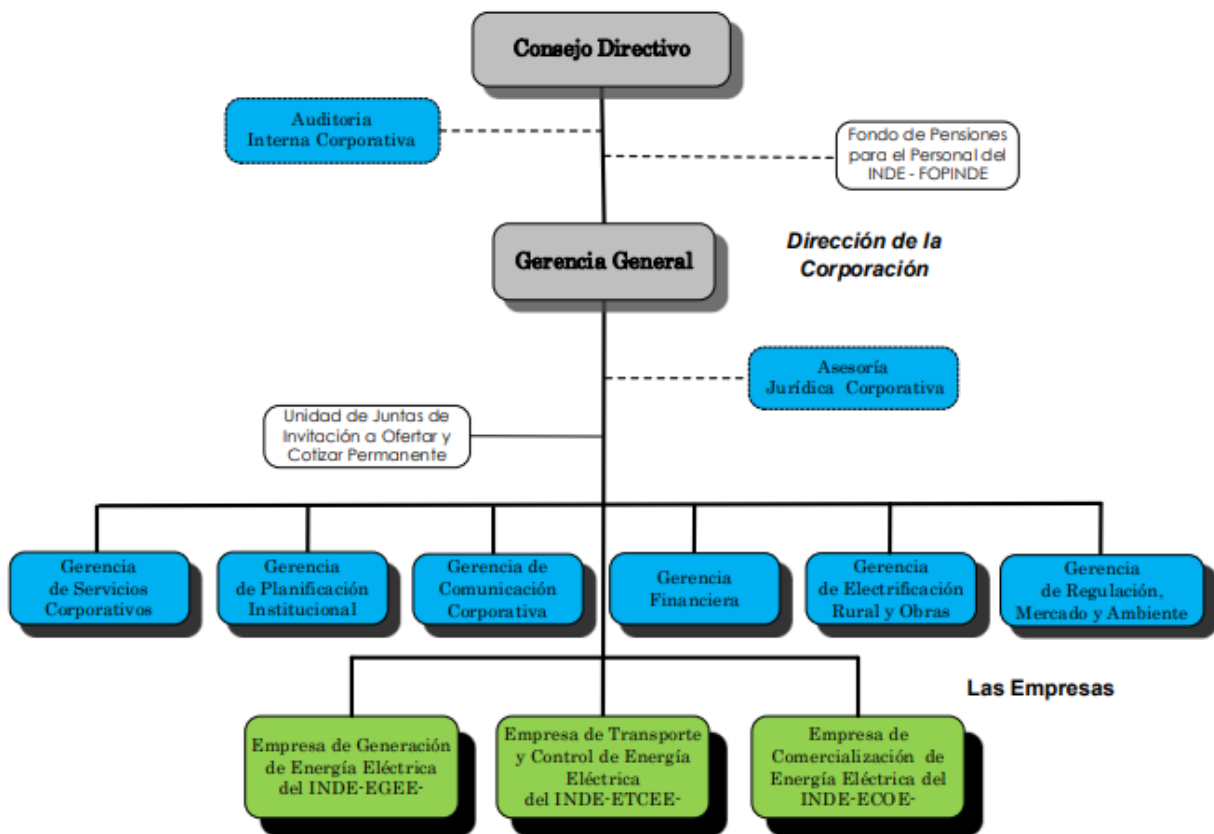 Consejo Directivo
Auditoria
Interna Corporativa
Fondo de Pensiones
para el Personal del
INDE - FOPINDE
Gerencia General
Dirección de la
Corporación
Asesoría
Jurídica Corporativa
Unidad de Juntas de
Invitación a Ofertar y
Cotizar Permanente
Gerencia
de Servicios
Corporativos
Gerencia
de Planificación
Institucional
Gerencia de
Comunicación
Corporativa
Gerencia
Financiera
Gerencia
de Electrificación
Rural y Obras
Gerencia
de Regulación,
Mercado y Ambiente
Las Empresas
Empresa de Generación
de Energía Eléctrica
del INDE-EGEE-
Empresa de Transporte
y Control de Energía
Eléctrica
del INDE-ETCEE-
Empresa de
Comercialización de
Energía Eléctrica del
INDE-ECOE-